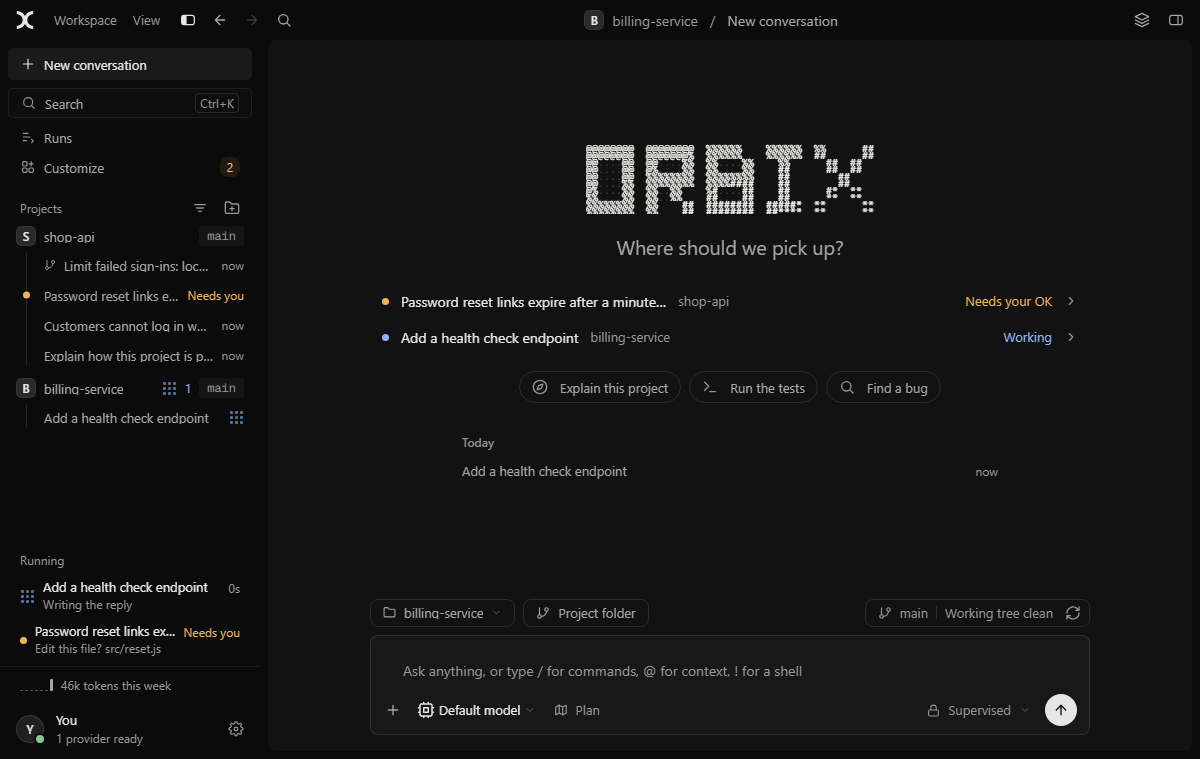 Workspace View
B billing-service / New conversation
New conversation
Search Ctrl+K
Runs
Customize 2
Projects
S shop-api main
Limit failed sign-ins: loc... now
Password reset links e... Needs you
Customers cannot log in w... now
Explain how this project is p... now
B billing-service 1 main
Add a health check endpoint
Running
Add a health check endpoint 0s
Writing the reply
Password reset links ex... Needs you
Edit this file? src/reset.js
46k tokens this week
Y You
1 provider ready
ORBIX
Where should we pick up?
Password reset links expire after a minute... shop-api Needs your OK
Add a health check endpoint billing-service Working
Explain this project Run the tests Find a bug
Today
Add a health check endpoint now
billing-service Project folder main Working tree clean
Ask anything, or type / for commands, @ for context, ! for a shell
Default model Plan Supervised